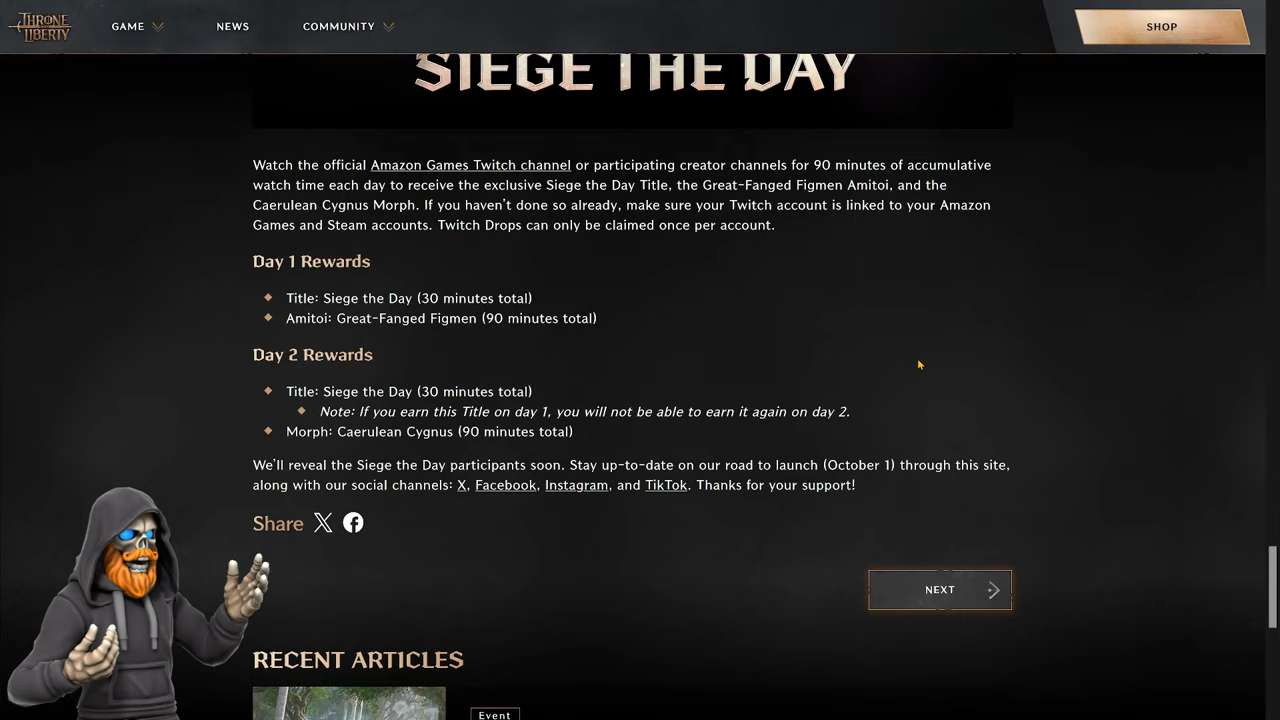 THRONE AND LIBERTY
GAME
NEWS
COMMUNITY
SHOP
SIEGE THE DAY
Watch the official Amazon Games Twitch channel or participating creator channels for 90 minutes of accumulative
watch time each day to receive the exclusive Siege the Day Title, the Great-Fanged Figmen Amitoi, and the
Caerulean Cygnus Morph. If you haven't done so already, make sure your Twitch account is linked to your Amazon
Games and Steam accounts. Twitch Drops can only be claimed once per account.
Day 1 Rewards
Title: Siege the Day (30 minutes total)
Amitoi: Great-Fanged Figmen (90 minutes total)
Day 2 Rewards
Title: Siege the Day (30 minutes total)
Note: If you earn this Title on day 1, you will not be able to earn it again on day 2.
Morph: Caerulean Cygnus (90 minutes total)
We'll reveal the Siege the Day participants soon. Stay up-to-date on our road to launch (October 1) through this site,
along with our social channels: X, Facebook, Instagram, and TikTok. Thanks for your support!
Share
NEXT
RECENT ARTICLES
Event